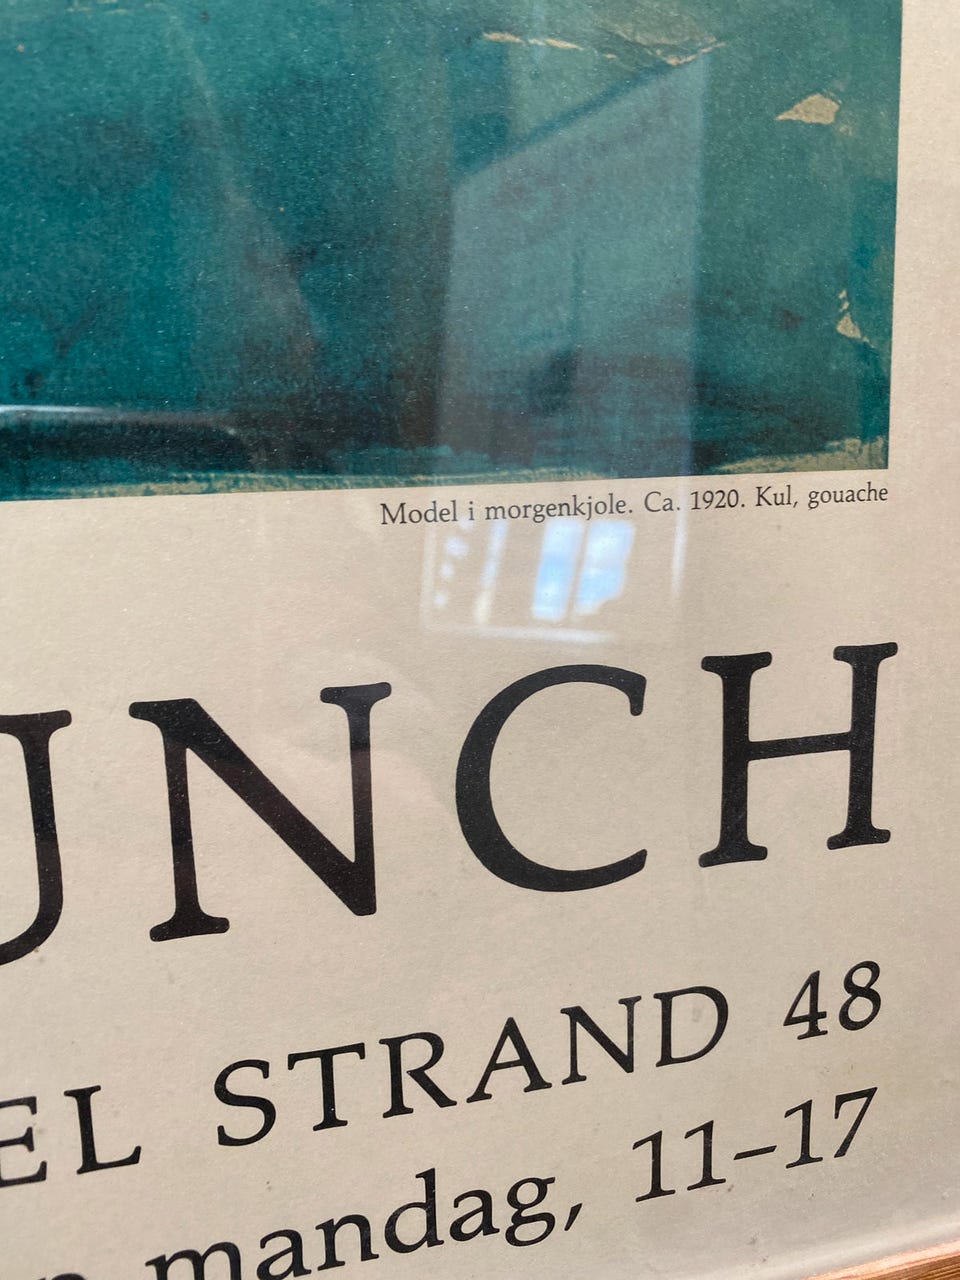 Model i morgenkjole. Ca. 1920. Kul, gouache
UNCH
EL STRAND 48
mandag, 11–17